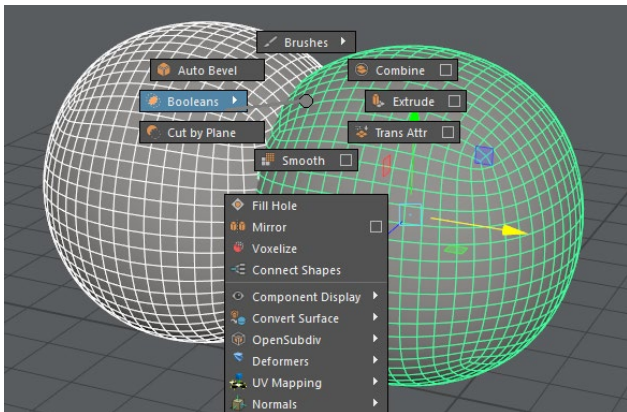 Brushes
Auto Bevel
Combine
Booleans
Extrude
Cut by Plane
Trans Attr
Smooth
Fill Hole
Mirror
Voxelize
Connect Shapes
Component Display
Convert Surface
OpenSubdiv
Deformers
UV Mapping
Normals